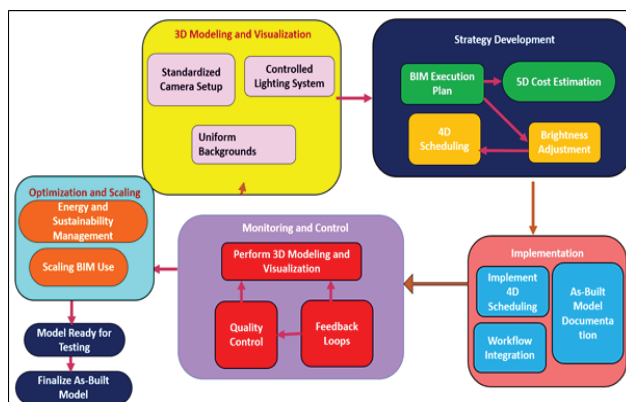 3D Modeling and Visualization
Standardized
Camera Setup
Controlled
Lighting System
Uniform
Backgrounds
Strategy Development
BIM Execution
Plan
5D Cost Estimation
4D
Scheduling
Brightness
Adjustment
Optimization and Scaling
Energy and
Sustainability
Management
Scaling BIM Use
Model Ready for
Testing
Finalize As-Built
Model
Monitoring and Control
Perform 3D Modeling and
Visualization
Quality
Control
Feedback
Loops
Implementation
Implement
4D
Scheduling
Workflow
Integration
As-Built
Model
Documenta
tion